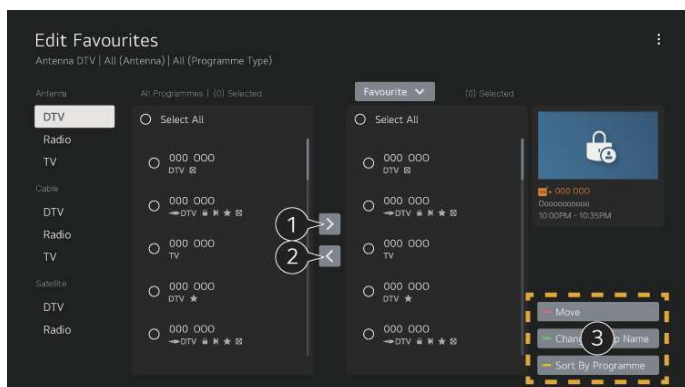 Edit Favourites
Antenna DTV | All (Antenna) | All (Programme Type)
Antenna
DTV
Radio
TV
Cable
DTV
Radio
TV
Satellite
DTV
Radio
All Programmes | (0) Selected
Select All
000 000
DTV
000 000
DTV
000 000
TV
000 000
DTV
000 000
DTV
1
2
Favourite
(0) Selected
Select All
000 000
DTV
000 000
DTV
000 000
TV
000 000
DTV
000 000
DTV
000 000
Oooooooooo
10:00PM - 10:35PM
Move
3
Name
Sort By Programme